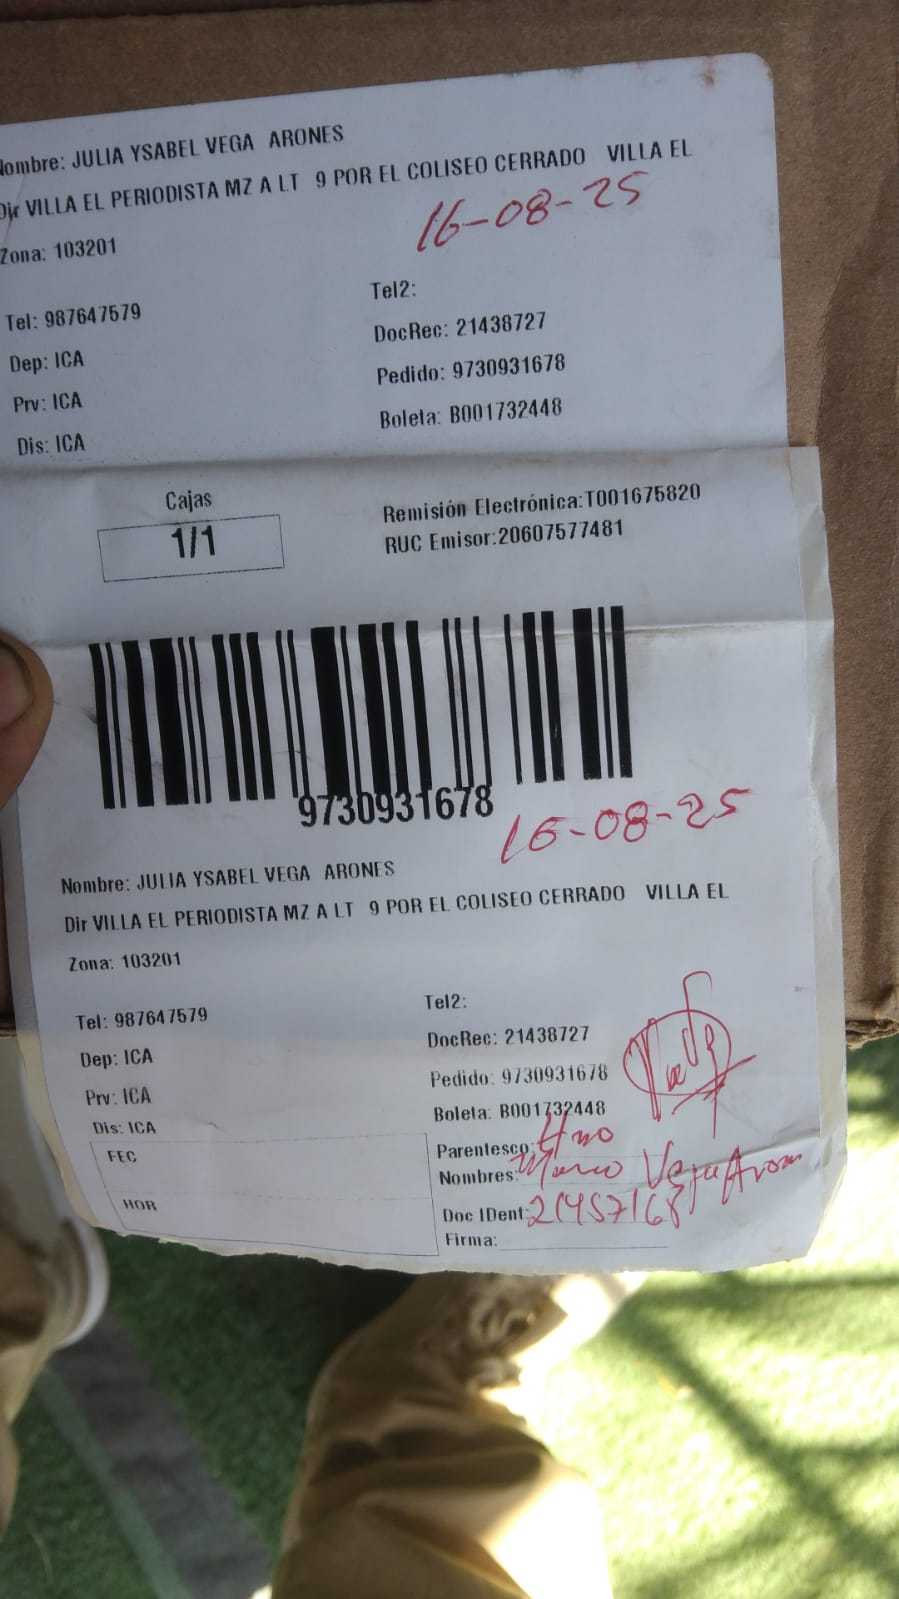 Nombre: JULIA YSABEL VEGA ARONES
Dir VILLA EL PERIODISTA MZ A LT 9 POR EL COLISEO CERRADO VILLA EL
16-08-25
Zona: 103201
Tel: 987647579
Tel2:
Dep: ICA
DocRec: 21438727
Prv: ICA
Pedido: 9730931678
Dis: ICA
Boleta: B001732448
Cajas
1/1
Remisión Electrónica:T001675820
RUC Emisor:20607577481
9730931678
16-08-25
Nombre: JULIA YSABEL VEGA ARONES
Dir VILLA EL PERIODISTA MZ A LT 9 POR EL COLISEO CERRADO VILLA EL
Zona: 103201
Tel: 987647579
Tel2:
Dep: ICA
DocRec: 21438727
Prv: ICA
Pedido: 9730931678
Dis: ICA
Boleta: B001732448
FEC
HOR
Parentesco: Hno
Nombres: Marco Vega
Doc IDent: 21457168
Firma: